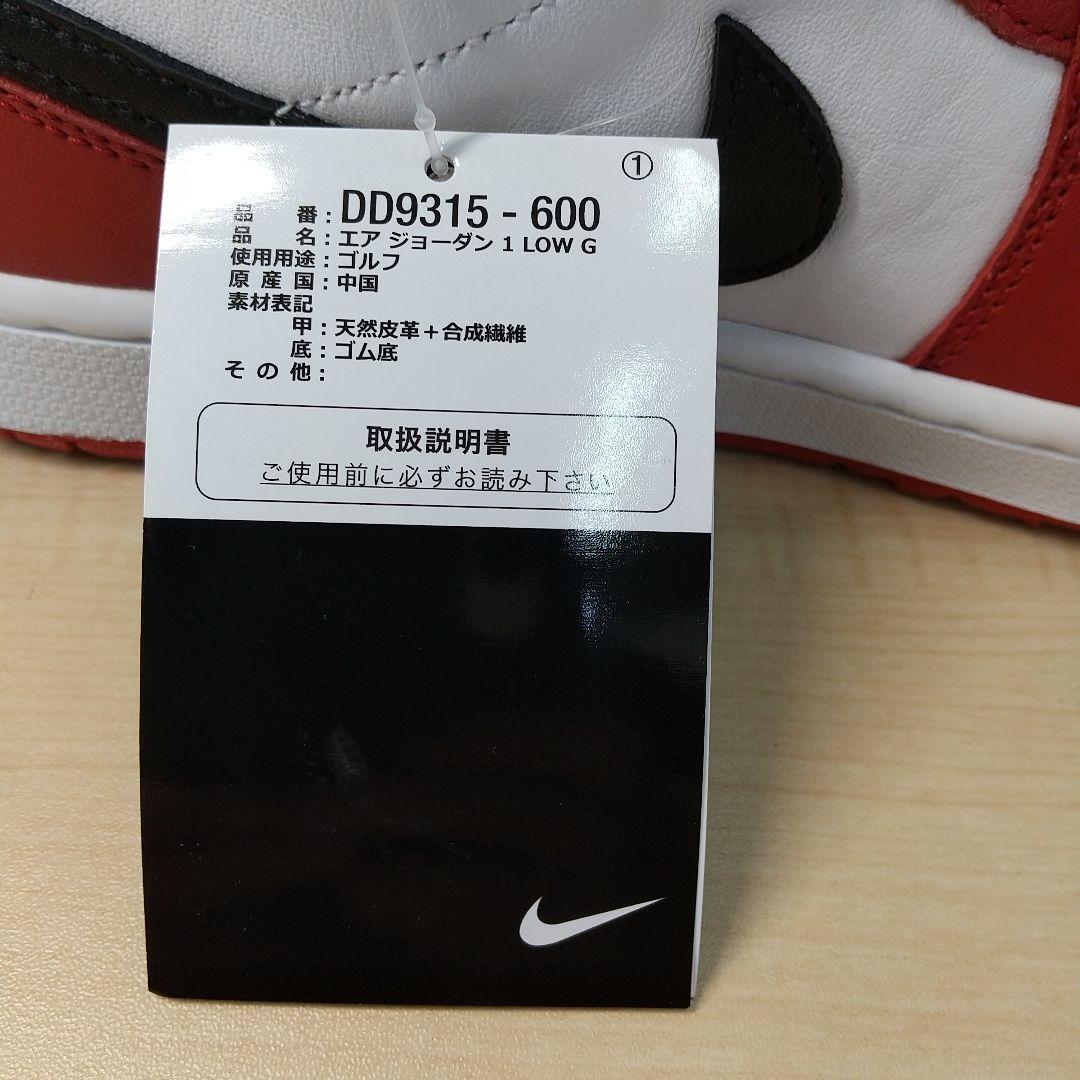 ①
品 番 : DD9315 - 600
品 名 : エア ジョーダン 1 LOW G
使用用途 : ゴルフ
原 産 国 : 中国
素材表記
甲 : 天然皮革＋合成繊維
底 : ゴム底
そ の 他 :
取扱説明書
ご使用前に必ずお読み下さい